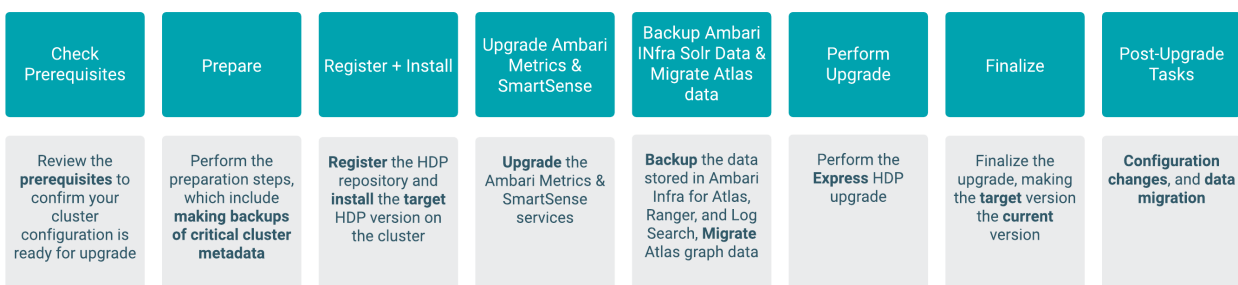 Check
Prerequisites
Prepare
Register + Install
Upgrade Ambari
Metrics &
SmartSense
Backup Ambari
INfra Solr Data &
Migrate Atlas
data
Perform
Upgrade
Finalize
Post-Upgrade
Tasks
Review the
prerequisites to
confirm your
cluster
configuration is
ready for upgrade
Perform the
preparation steps,
which include
making backups
of critical cluster
metadata
Register the HDP
repository and
install the target
HDP version on
the cluster
Upgrade the
Ambari Metrics &
SmartSense
services
Backup the data
stored in Ambari
Infra for Atlas,
Ranger, and Log
Search, Migrate
Atlas graph data
Perform the
Express HDP
upgrade
Finalize the
upgrade, making
the target version
the current
version
Configuration
changes, and data
migration